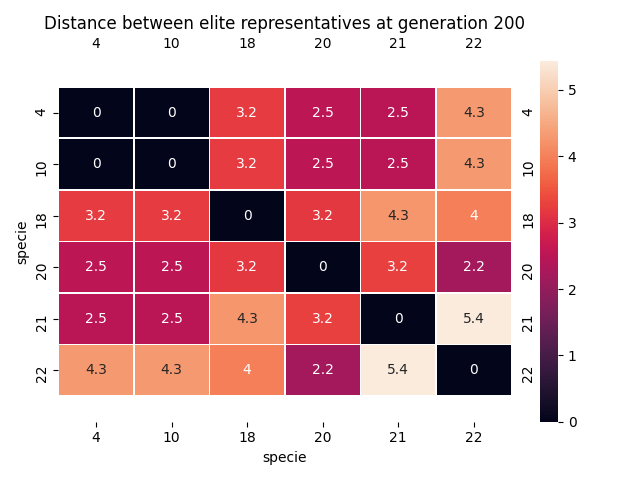 Distance between elite representatives at generation 200
4 10 18 20 21 22
4 0 0 3.2 2.5 2.5 4.3 4
10 0 0 3.2 2.5 2.5 4.3 10
18 3.2 3.2 0 3.2 4.3 4 18
20 2.5 2.5 3.2 0 3.2 2.2 20
21 2.5 2.5 4.3 3.2 0 5.4 21
22 4.3 4.3 4 2.2 5.4 0 22
specie
4 10 18 20 21 22
specie
5
4
3
2
1
0